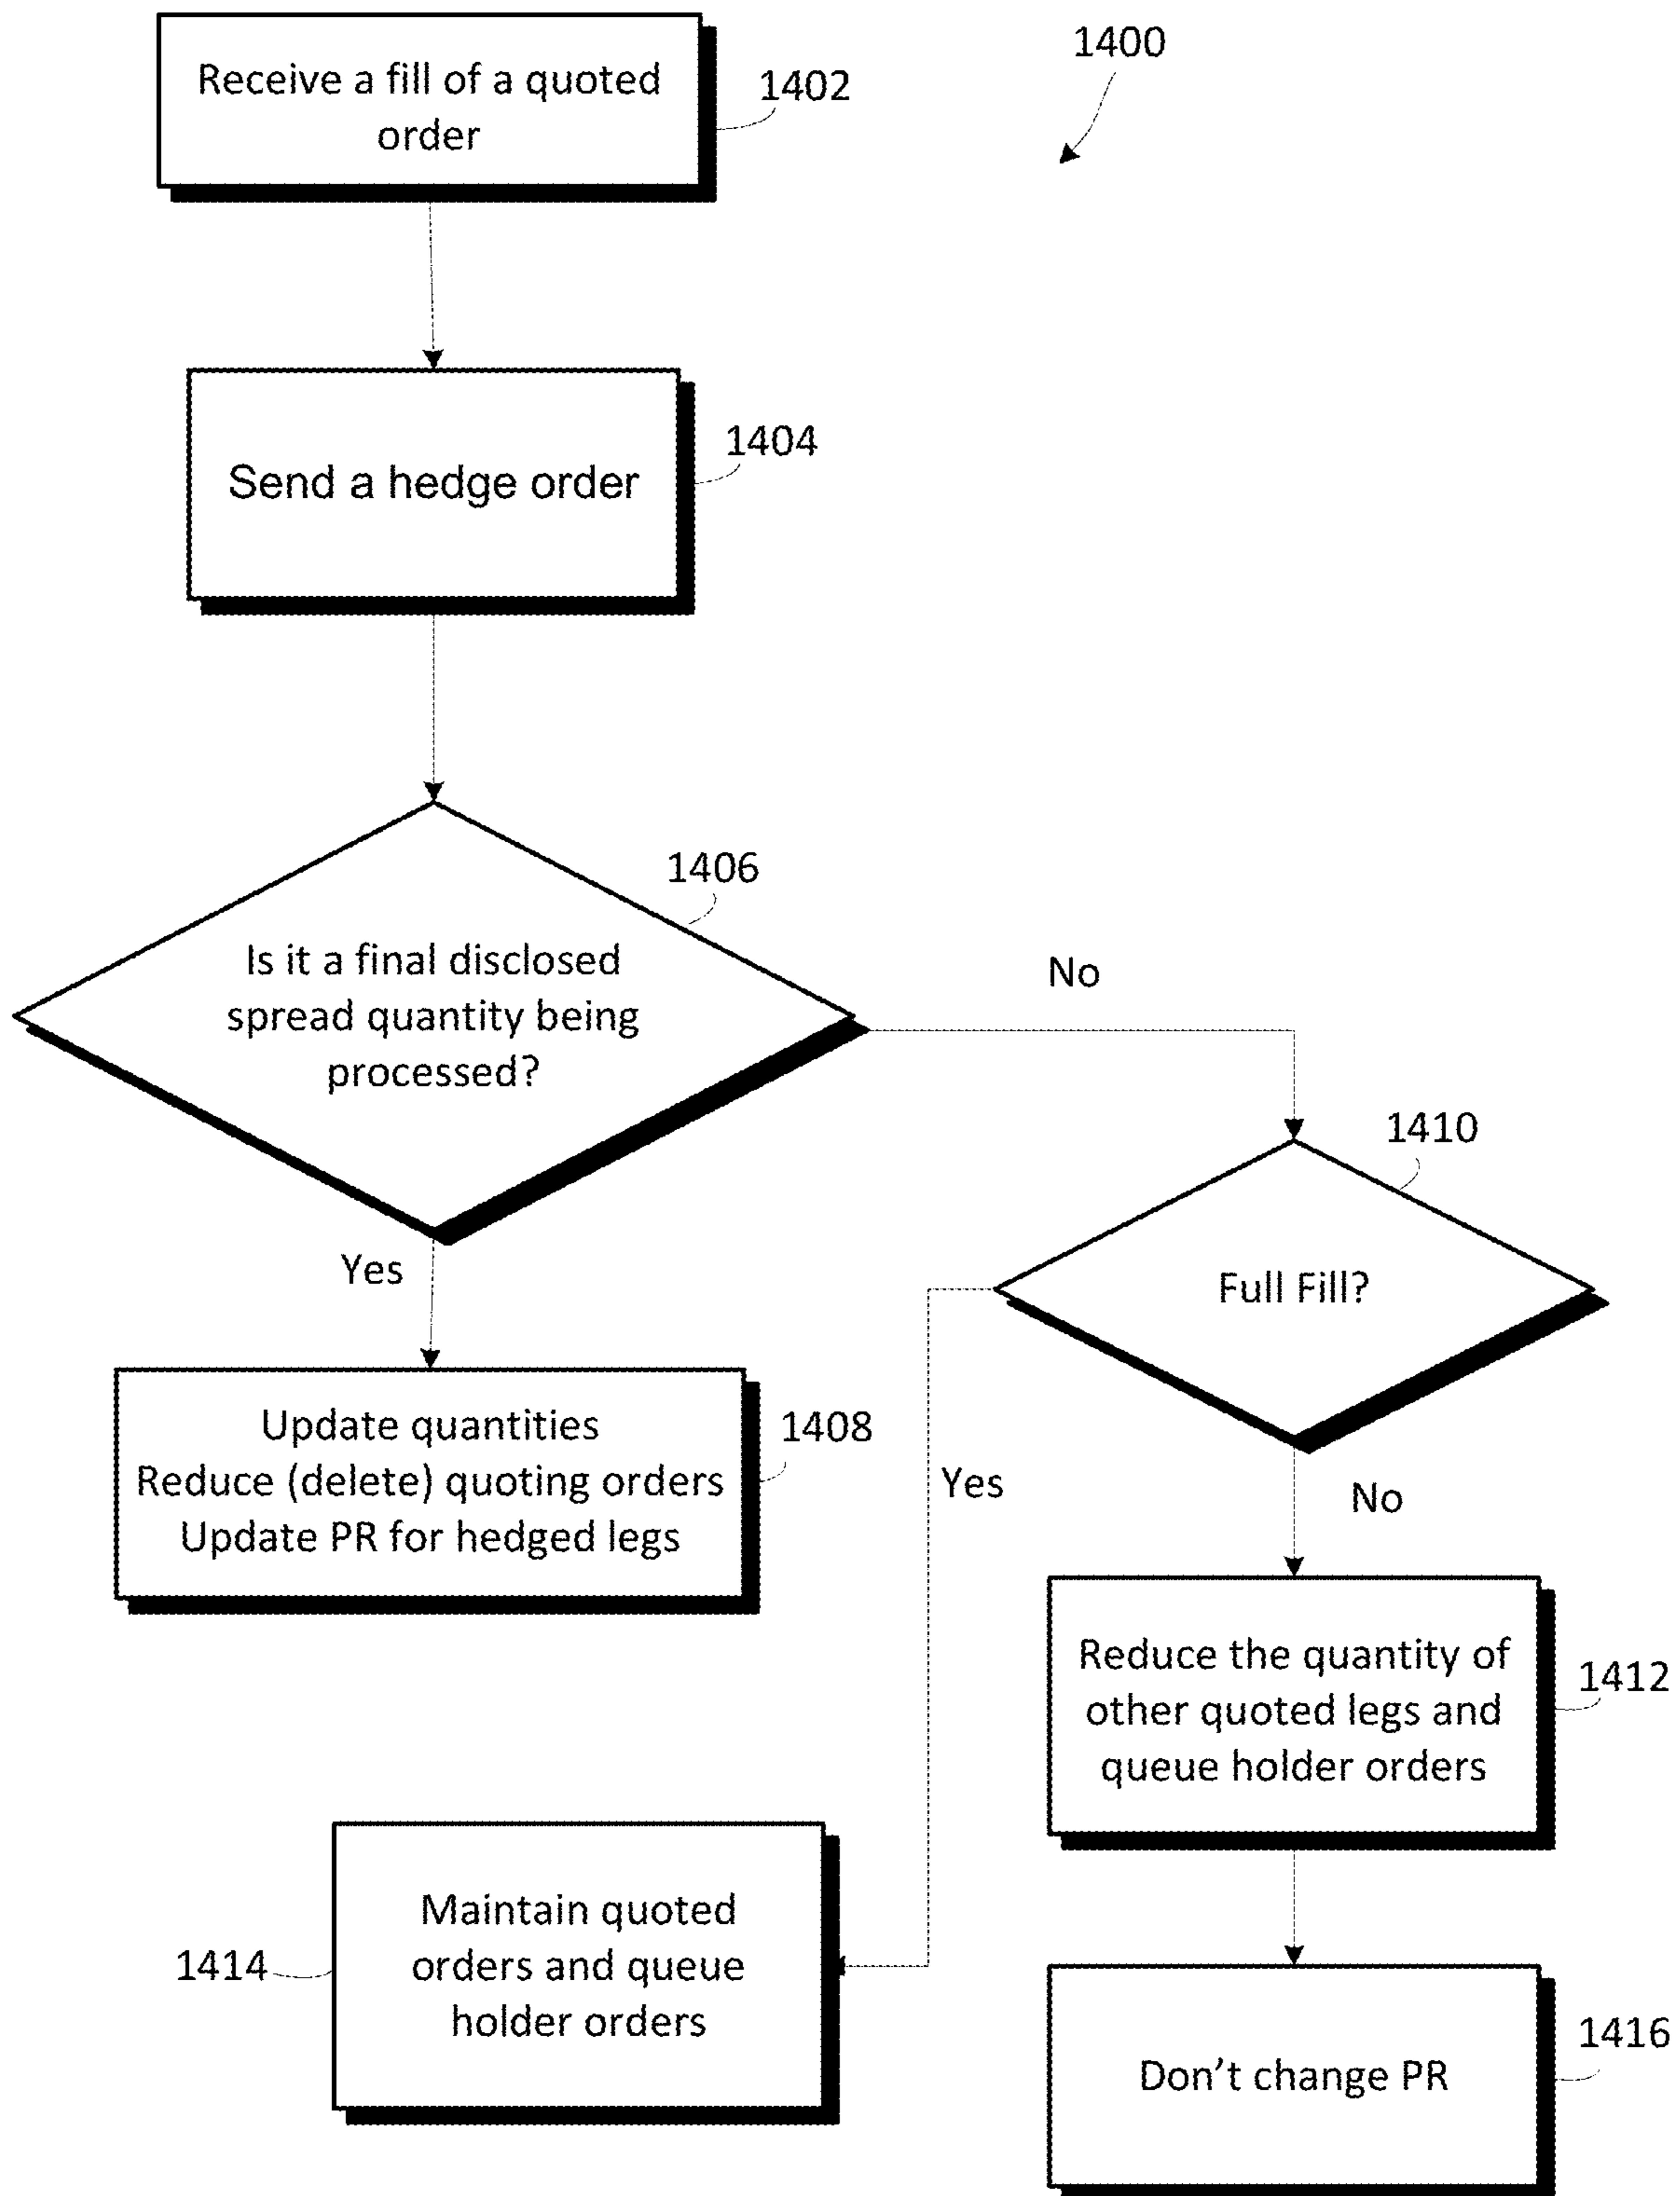 1400
Receive a fill of a quoted
order
1402
Send a hedge order
1404
1406
Is it a final disclosed
spread quantity being
processed?
No
Yes
1410
Full Fill?
Yes
No
Update quantities
Reduce (delete) quoting orders
Update PR for hedged legs
1408
Reduce the quantity of
other quoted legs and
queue holder orders
1412
Maintain quoted
orders and queue
holder orders
1414
Don't change PR
1416